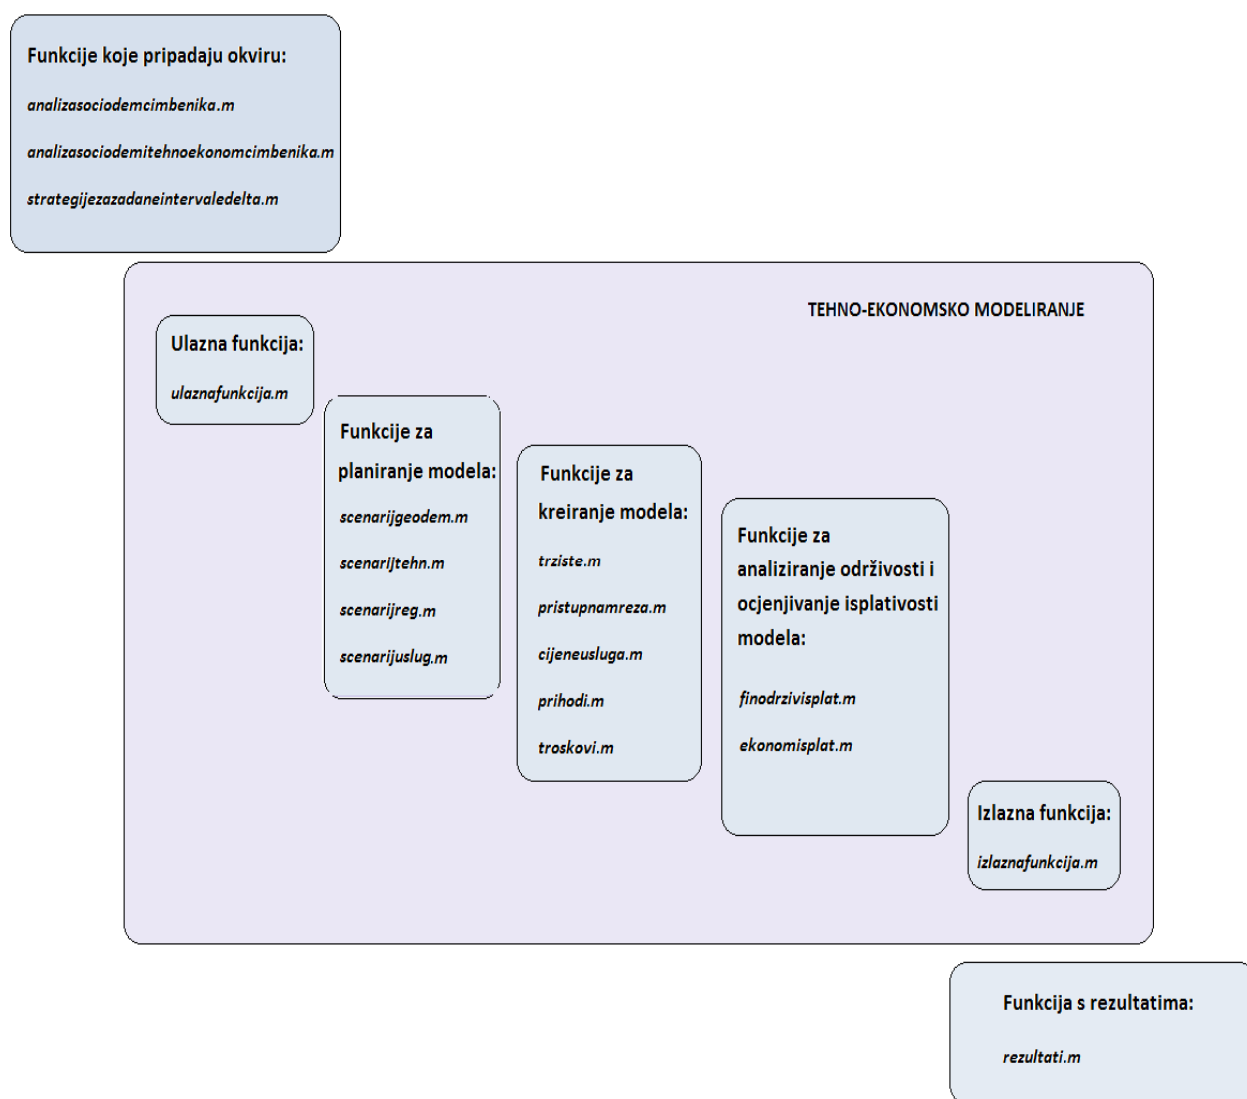 Funkcije koje pripadaju okviru:
analizasociodemcimbenika.m
analizasociodemitehnoekonomcimbenika.m
strategijezazadaneintervaledelta.m
TEHNO-EKONOMSKO MODELIRANJE
Ulazna funkcija:
ulaznafunkcija.m
Funkcije za
planiranje modela:
scenarijgeodem.m
scenarijtehn.m
scenarijreg.m
scenarijuslug.m
Funkcije za
kreiranje modela:
trziste.m
pristupnamreza.m
cijeneusluga.m
prihodi.m
troskovi.m
Funkcije za
analiziranje održivosti i
ocjenjivanje isplativosti
modela:
finodrzivisplat.m
ekonomisplat.m
Izlazna funkcija:
izlaznafunkcija.m
Funkcija s rezultatima:
rezultati.m